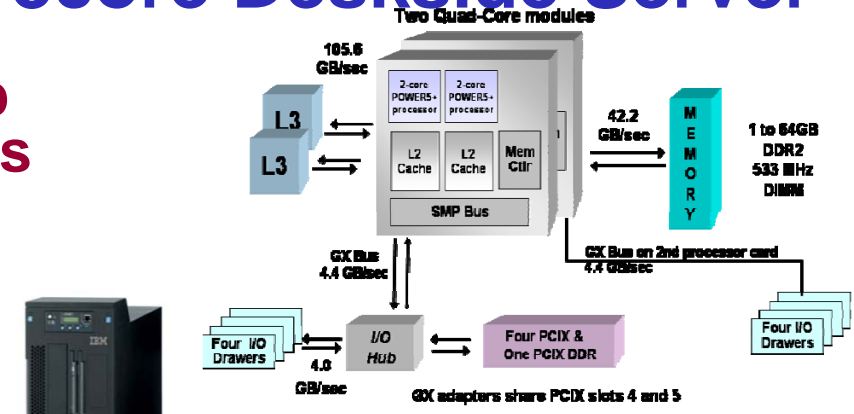 Deskside Server
Two Quad-Core modules
105.6
GB/sec
2-core
POWER5+
processor
2-core
POWER5+
processor
L3
L3
L2
Cache
L2
Cache
Mem
Ctlr
SMP Bus
42.2
GB/sec
M
E
M
O
R
Y
1 to 64GB
DDR2
533 MHz
DIMM
GX Bus
4.4 GB/sec
GX Bus on 2nd processor card
4.4 GB/sec
Four I/O
Drawers
4.0
GB/sec
I/O
Hub
Four PCIX &
One PCIX DDR
Four I/O
Drawers
GX adapters share PCIX slots 4 and 5
IBM